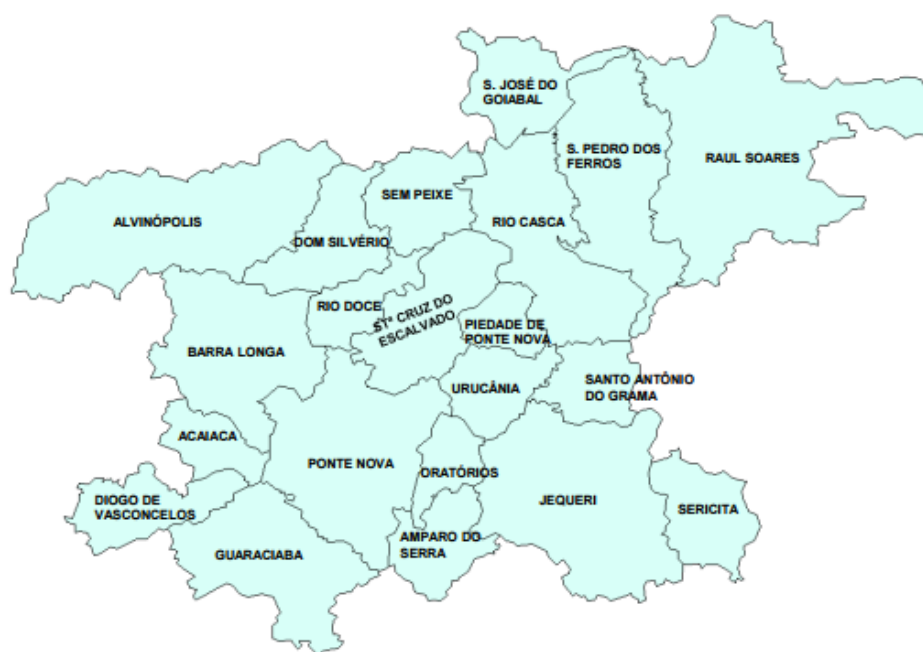 S. JOSÉ DO
GOIABAL
S. PEDRO DOS
FERROS
RAUL SOARES
SEM PEIXE
ALVINÓPOLIS
RIO CASCA
DOM SILVÉRIO
RIO DOCE
STª CRUZ DO
ESCALVADO
PIEDADE DE
PONTE NOVA
BARRA LONGA
URUCÂNIA
SANTO ANTÔNIO
DO GRAMA
ACAIACA
PONTE NOVA
ORATÓRIOS
DIOGO DE
VASCONCELOS
JEQUERI
SERICITA
GUARACIABA
AMPARO DO
SERRA